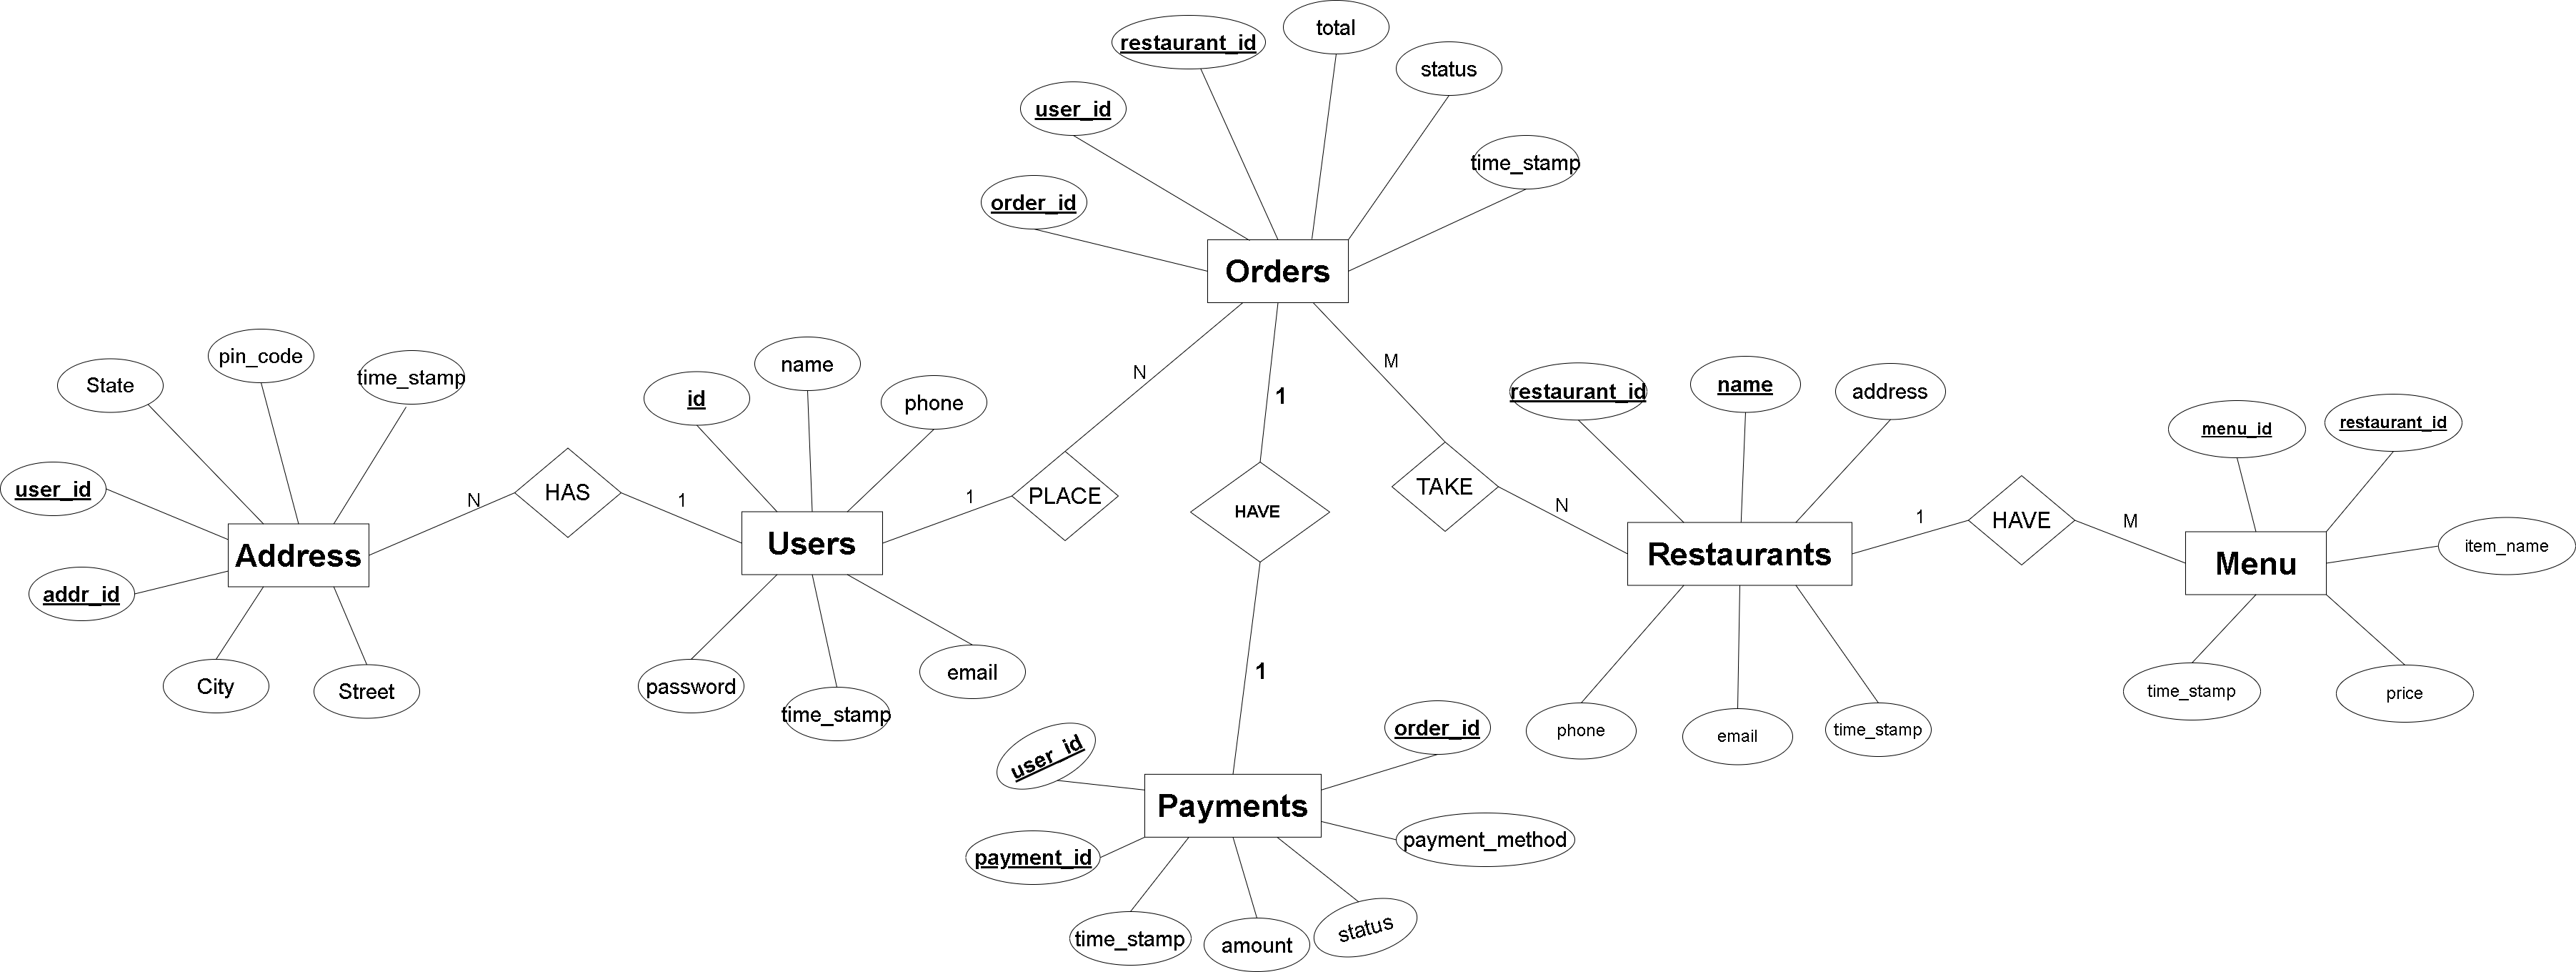 total
restaurant_id
status
user_id
time_stamp
order_id
Orders
pin_code
name
M
restaurant_id
name
address
State
time_stamp
id
phone
N
1
menu_id
restaurant_id
user_id
N
HAS
1
1
PLACE
HAVE
TAKE
N
1
HAVE
M
item_name
Address
Users
Restaurants
Menu
addr_id
City
Street
password
time_stamp
email
1
time_stamp
price
user_id
order_id
phone
email
time_stamp
Payments
payment_id
payment_method
time_stamp
amount
status